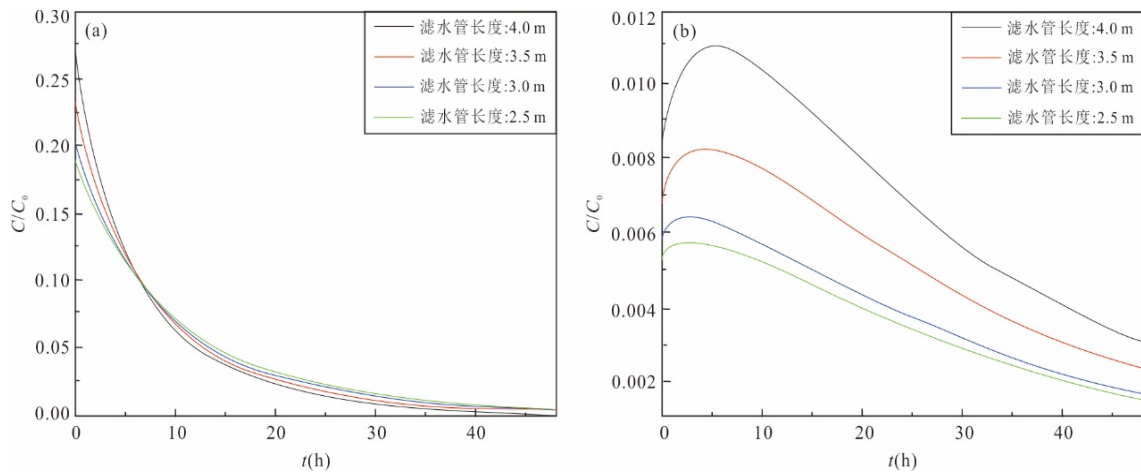 (a)
滤水管长度:4.0 m
滤水管长度:3.5 m
滤水管长度:3.0 m
滤水管长度:2.5 m
0.30
0.25
0.20
0.15
0.10
0.05
0.00
C/C₀
0
10
20
30
40
t(h)
(b)
滤水管长度:4.0 m
滤水管长度:3.5 m
滤水管长度:3.0 m
滤水管长度:2.5 m
0.012
0.010
0.008
0.006
0.004
0.002
C/C₀
0
10
20
30
40
t(h)